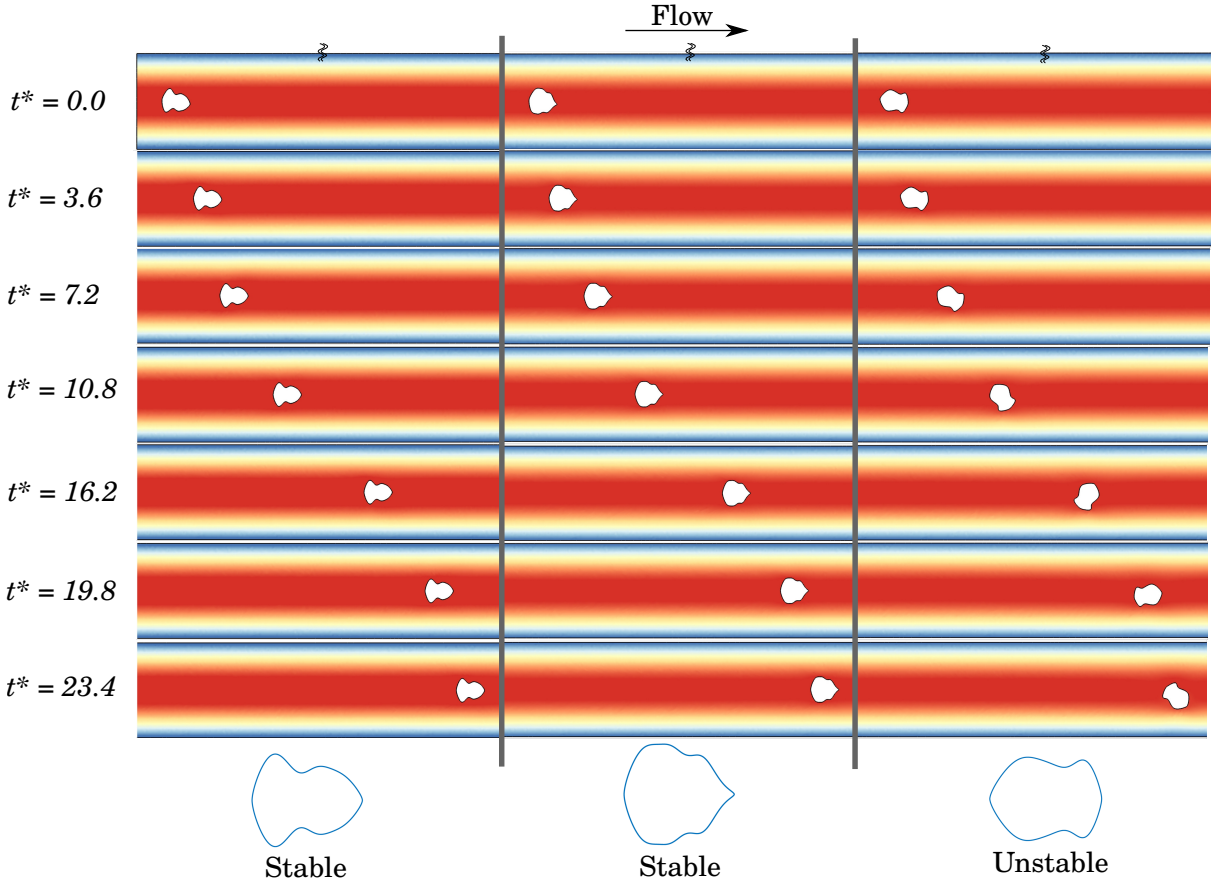 Flow
t* = 0.0
t* = 3.6
t* = 7.2
t* = 10.8
t* = 16.2
t* = 19.8
t* = 23.4
Stable
Stable
Unstable